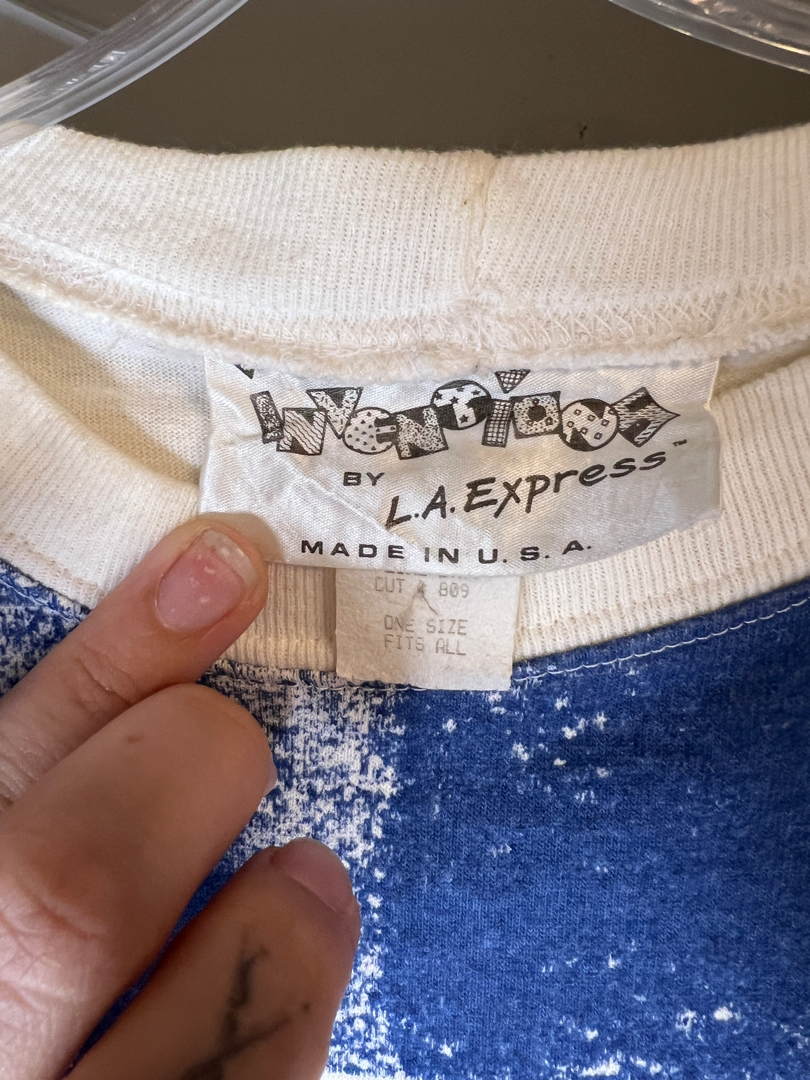 INVENTIONS
BY
L.A. EXPress™
MADE IN U.S.A.
CUT # 809
ONE SIZE
FITS ALL